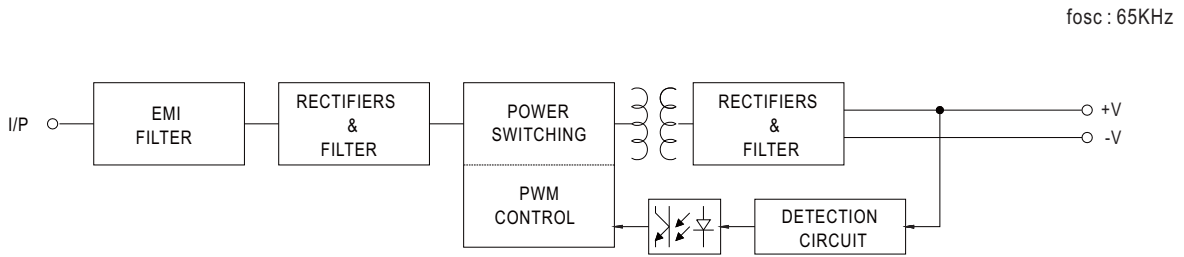 fosc : 65KHz
I/P
EMI
FILTER
RECTIFIERS
&
FILTER
POWER
SWITCHING
PWM
CONTROL
RECTIFIERS
&
FILTER
+V
-V
DETECTION
CIRCUIT